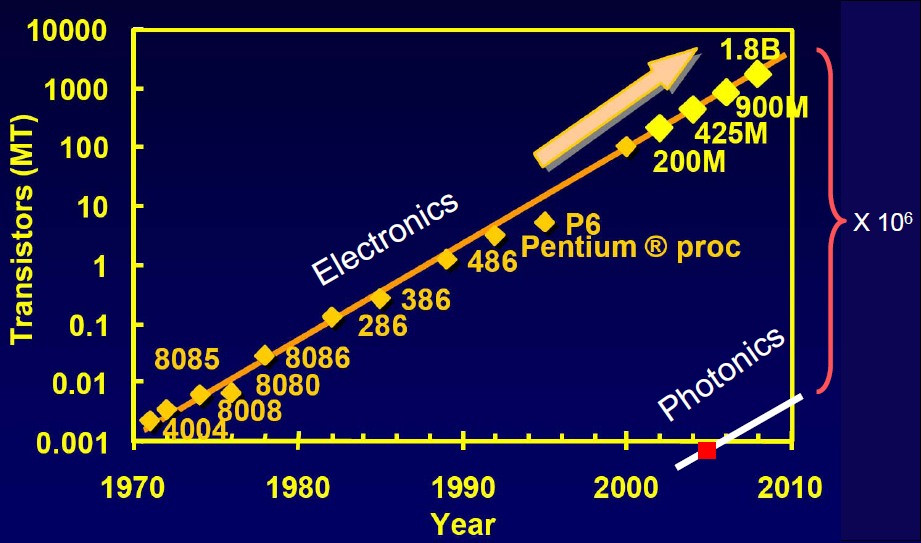 10000
1000
100
10
1
0.1
0.01
0.001
Transistors (MT)
1970
1980
1990
2000
2010
Year
Electronics
Photonics
4004
8008
8080
8085
8086
286
386
486
Pentium ® proc
P6
200M
425M
900M
1.8B
X 10⁶